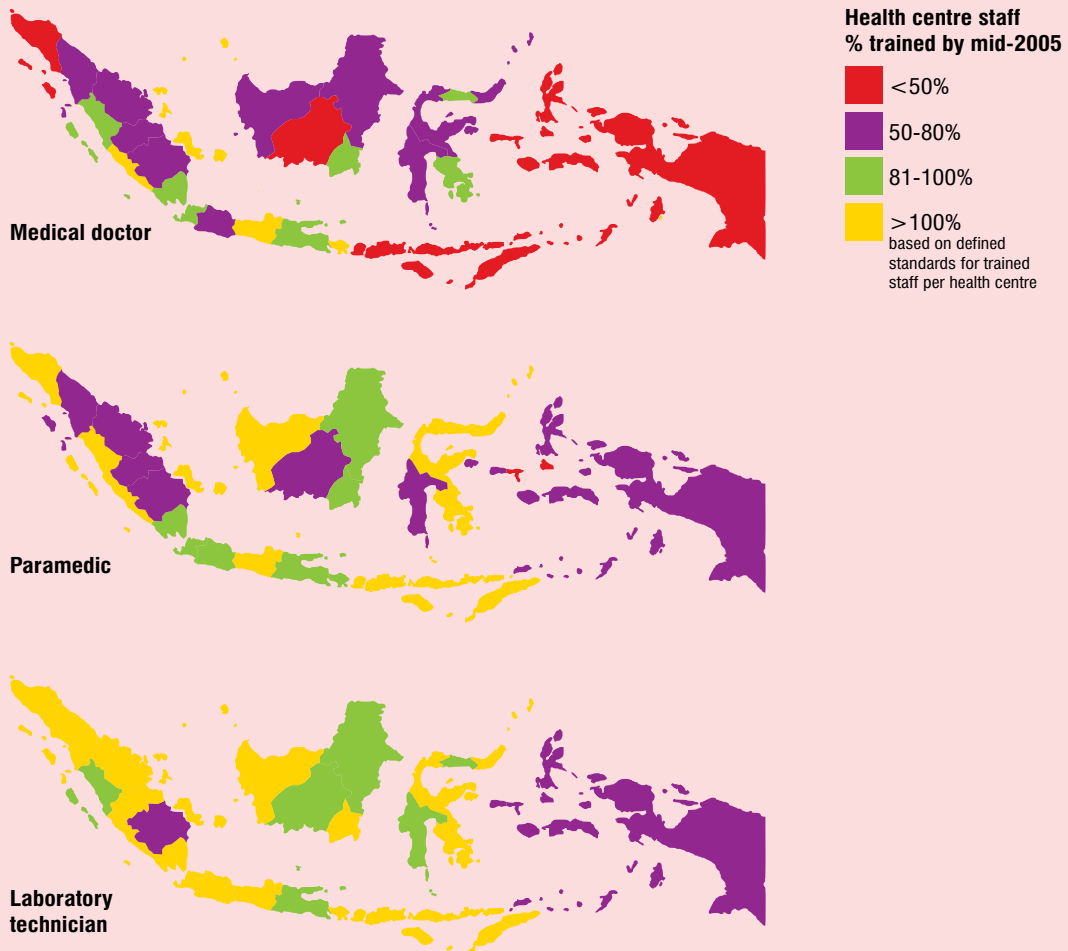 Health centre staff
% trained by mid-2005
<50%
50-80%
81-100%
>100%
based on defined
standards for trained
staff per health centre
Medical doctor
Paramedic
Laboratory
technician